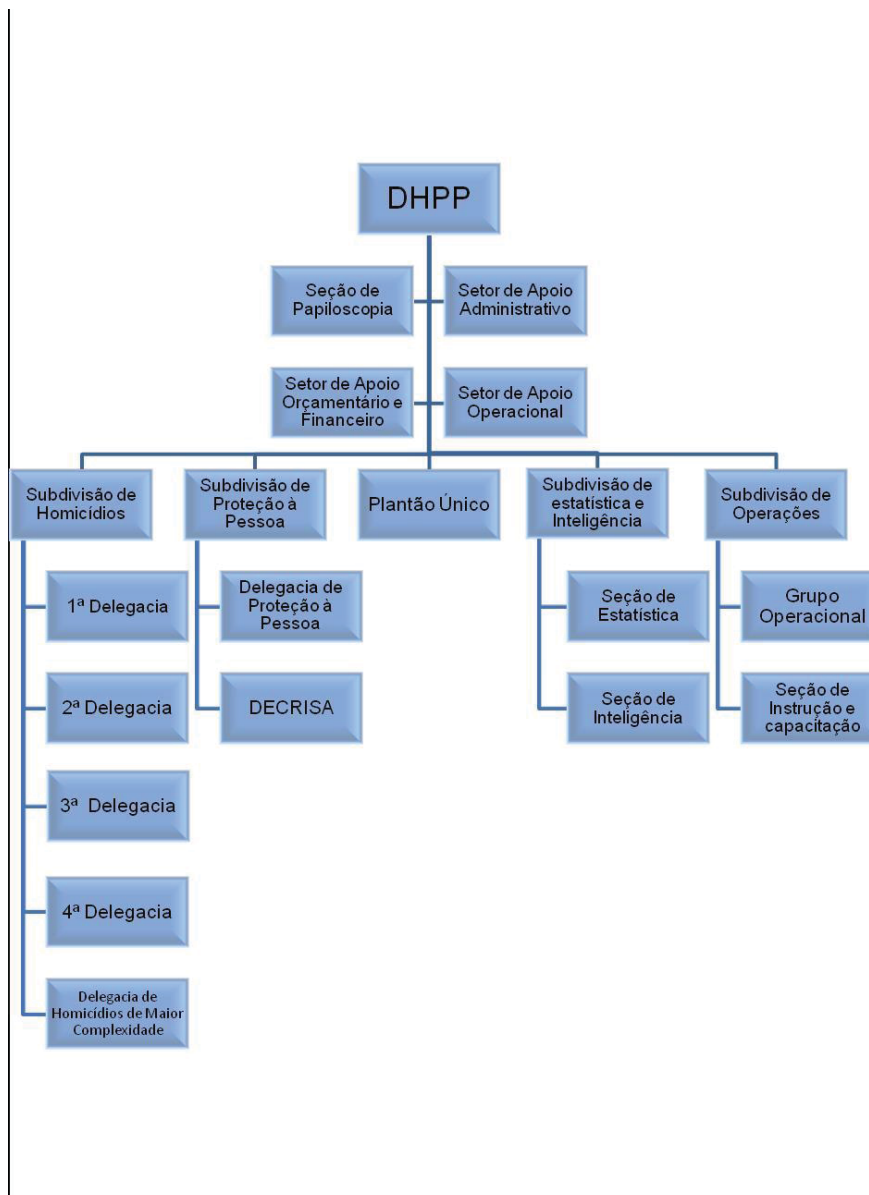 DHPP
Seção de
Papiloscopia
Setor de Apoio
Administrativo
Setor de Apoio
Orçamentário e
Financeiro
Setor de Apoio
Operacional
Subdivisão de
Homicídios
Subdivisão de
Proteção à
Pessoa
Plantão Único
Subdivisão de
estatística e
Inteligência
Subdivisão de
Operações
1ª Delegacia
2ª Delegacia
3ª Delegacia
4ª Delegacia
Delegacia de
Homicídios de Maior
Complexidade
Delegacia de
Proteção à
Pessoa
DECRISA
Seção de
Estatística
Seção de
Inteligência
Grupo
Operacional
Seção de
Instrução e
capacitação